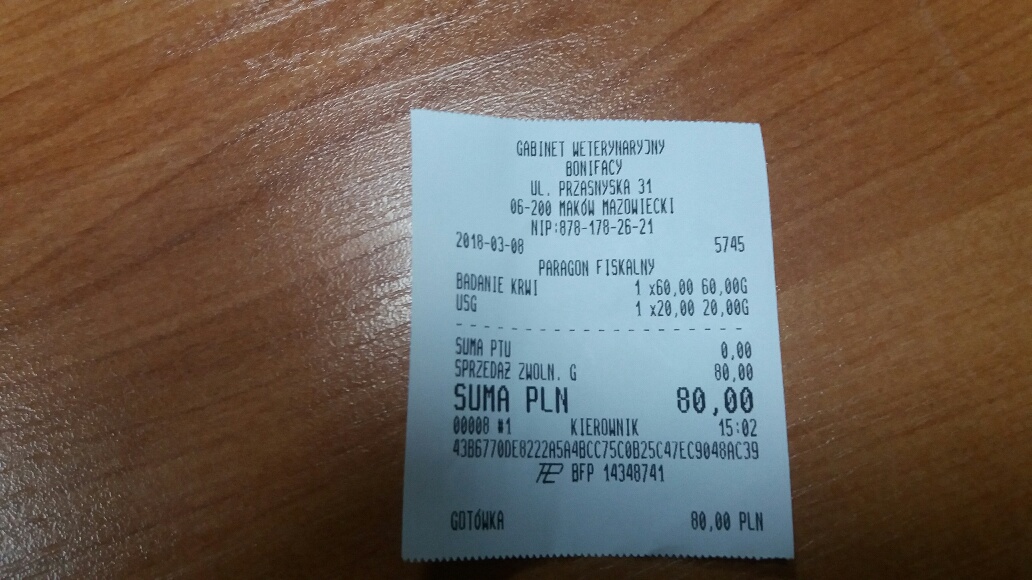 GABINET WETERYNARYJNY
BONIFACY
UL. PRZASNYSKA 31
06-200 MAKÓW MAZOWIECKI
NIP:878-178-26-21
2018-03-08 5745
PARAGON FISKALNY
BADANIE KRWI 1 x60,00 60,00G
USG 1 x20,00 20,00G
- - - - - - - - - - - - - - - - - - - -
SUMA PTU 0,00
SPRZEDAŻ ZWOLN. G 80,00
SUMA PLN 80,00
00008 #1 KIEROWNIK 15:02
43B6770DE8222A5A4BCC75C0B25C47EC9048AC39
BFP 14348741
GOTÓWKA 80,00 PLN